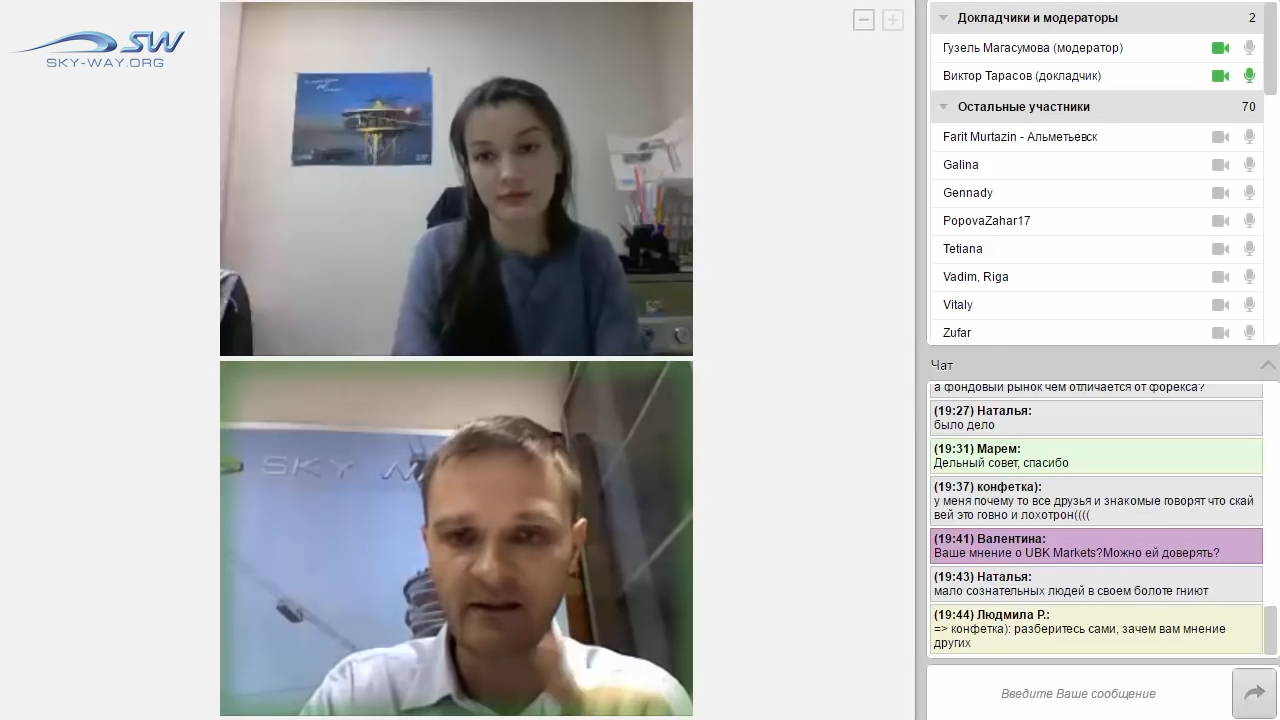 SW
SKY-WAY.ORG
SKY WA
Докладчики и модераторы 2
Гузель Магасумова (модератор)
Виктор Тарасов (докладчик)
Остальные участники 70
Farit Murtazin - Альметьевск
Galina
Gennady
PopovaZahar17
Tetiana
Vadim, Riga
Vitaly
Zufar
Чат
а фондовый рынок чем отличается от форекса?
(19:27) Наталья:
было дело
(19:31) Марем:
Дельный совет, спасибо
(19:37) конфетка):
у меня почему то все друзья и знакомые говорят что скай
вей это говно и лохотрон((((
(19:41) Валентина:
Ваше мнение о UBK Markets?Можно ей доверять?
(19:43) Наталья:
мало сознательных людей в своем болоте гниют
(19:44) Людмила Р.:
=> конфетка): разберитесь сами, зачем вам мнение
других
Введите Ваше сообщение